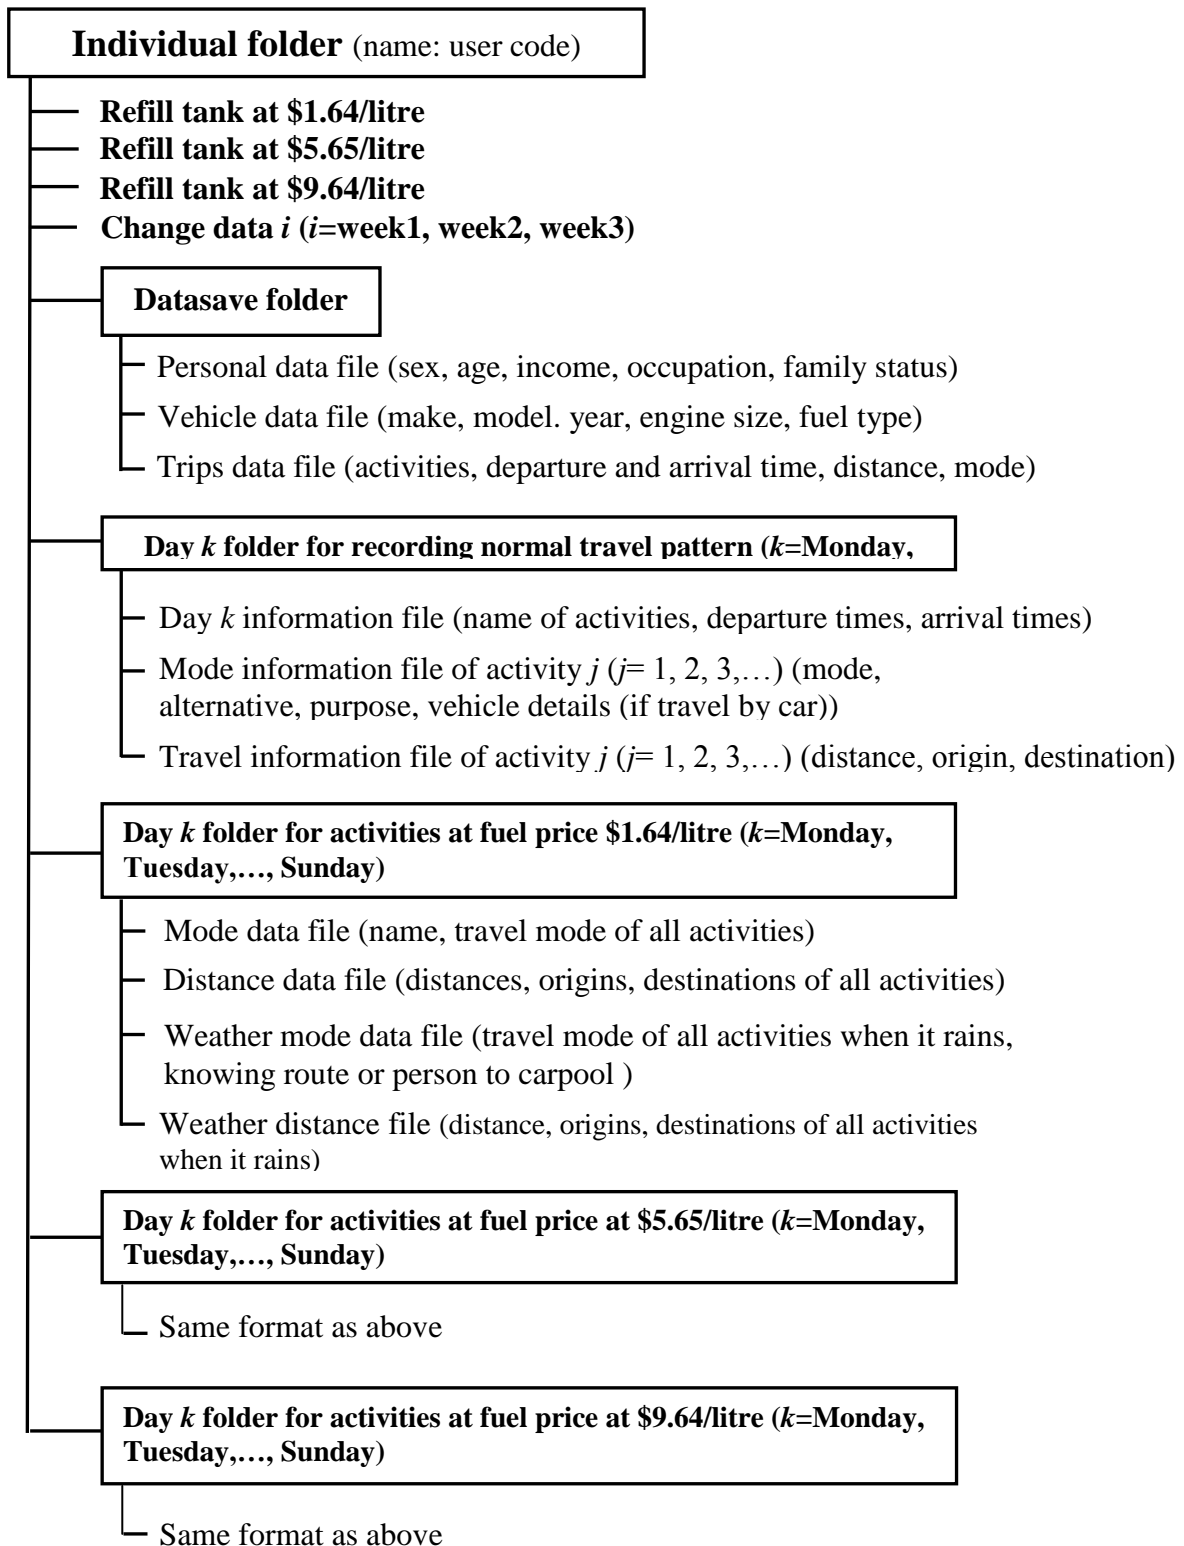 Individual folder (name: user code)
Refill tank at $1.64/litre
Refill tank at $5.65/litre
Refill tank at $9.64/litre
Change data i (i=week1, week2, week3)
Datasave folder
Personal data file (sex, age, income, occupation, family status)
Vehicle data file (make, model. year, engine size, fuel type)
Trips data file (activities, departure and arrival time, distance, mode)
Day k folder for recording normal travel pattern (k=Monday,
Day k information file (name of activities, departure times, arrival times)
Mode information file of activity j (j= 1, 2, 3,…) (mode,
alternative, purpose, vehicle details (if travel by car))
Travel information file of activity j (j= 1, 2, 3,…) (distance, origin, destination)
Day k folder for activities at fuel price $1.64/litre (k=Monday,
Tuesday,…, Sunday)
Mode data file (name, travel mode of all activities)
Distance data file (distances, origins, destinations of all activities)
Weather mode data file (travel mode of all activities when it rains,
knowing route or person to carpool )
Weather distance file (distance, origins, destinations of all activities
when it rains)
Day k folder for activities at fuel price at $5.65/litre (k=Monday,
Tuesday,…, Sunday)
Same format as above
Day k folder for activities at fuel price at $9.64/litre (k=Monday,
Tuesday,…, Sunday)
Same format as above